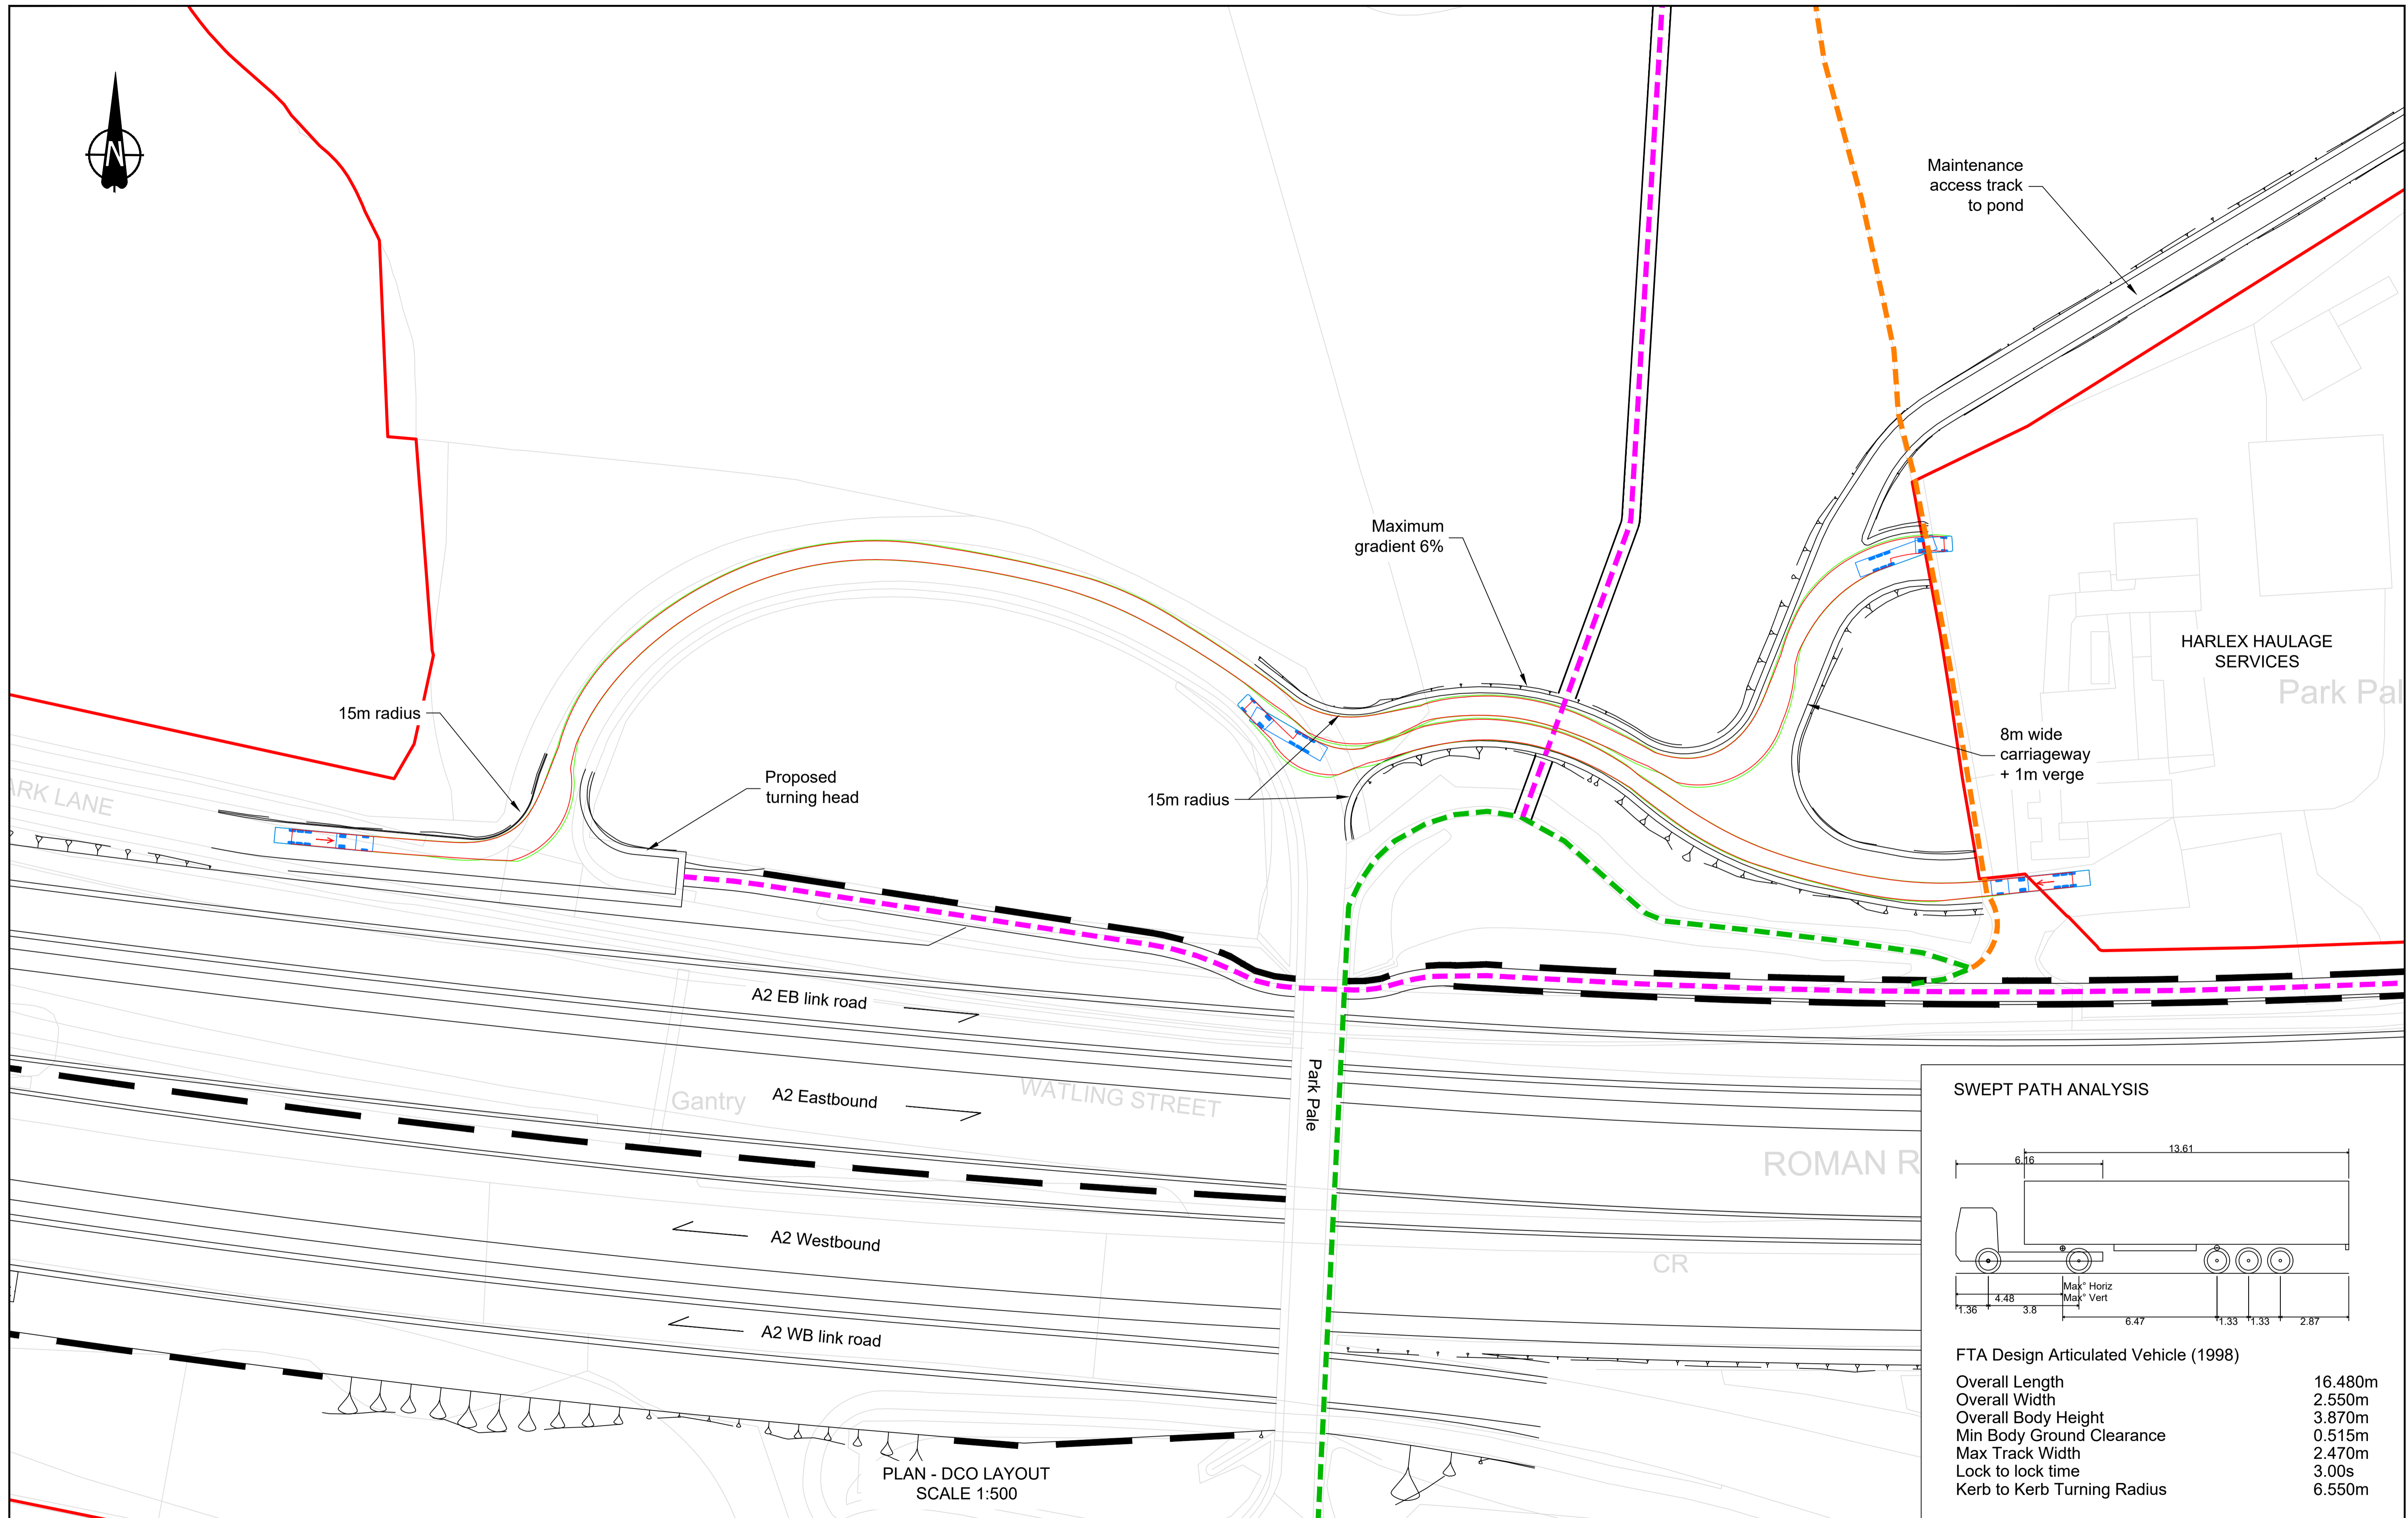 N
Maintenance
access track
to pond
Maximum
gradient 6%
HARLEX HAULAGE
SERVICES
Park Pal
15m radius
8m wide
carriageway
+ 1m verge
Proposed
turning head
15m radius
ARK LANE
A2 EB link road
Gantry
A2 Eastbound
WATLING STREET
Park Pale
ROMAN R
A2 Westbound
CR
A2 WB link road
PLAN - DCO LAYOUT
SCALE 1:500
SWEPT PATH ANALYSIS
13.61
6.16
Max° Horiz
Max° Vert
4.48
1.36
3.8
6.47
1.33
1.33
2.87
FTA Design Articulated Vehicle (1998)
Overall Length 16.480m
Overall Width 2.550m
Overall Body Height 3.870m
Min Body Ground Clearance 0.515m
Max Track Width 2.470m
Lock to lock time 3.00s
Kerb to Kerb Turning Radius 6.550m